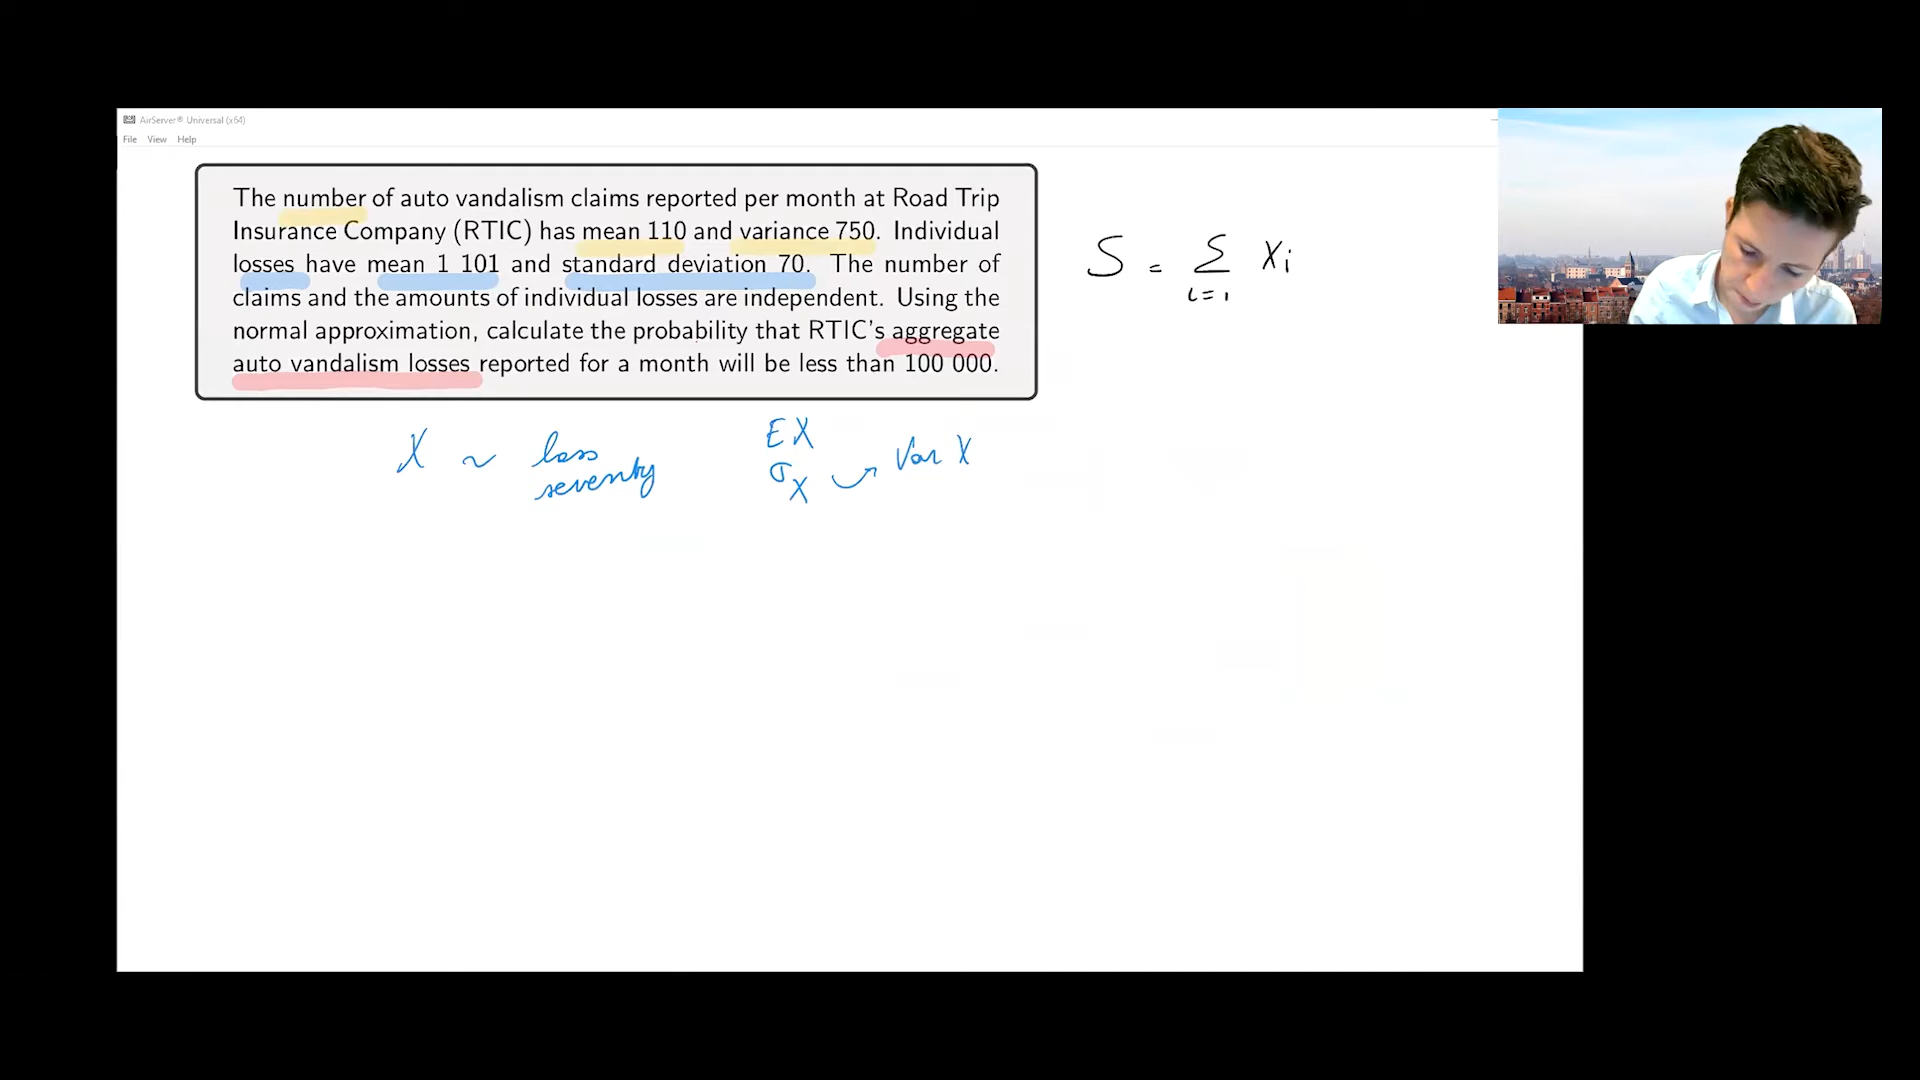 AirServer® Universal (x64)
File View Help
The number of auto vandalism claims reported per month at Road Trip
Insurance Company (RTIC) has mean 110 and variance 750. Individual
losses have mean 1 101 and standard deviation 70. The number of
claims and the amounts of individual losses are independent. Using the
normal approximation, calculate the probability that RTIC's aggregate
auto vandalism losses reported for a month will be less than 100 000.
S = Σ Xi
i=1
X ~ loss
severity
EX
σX
Var X